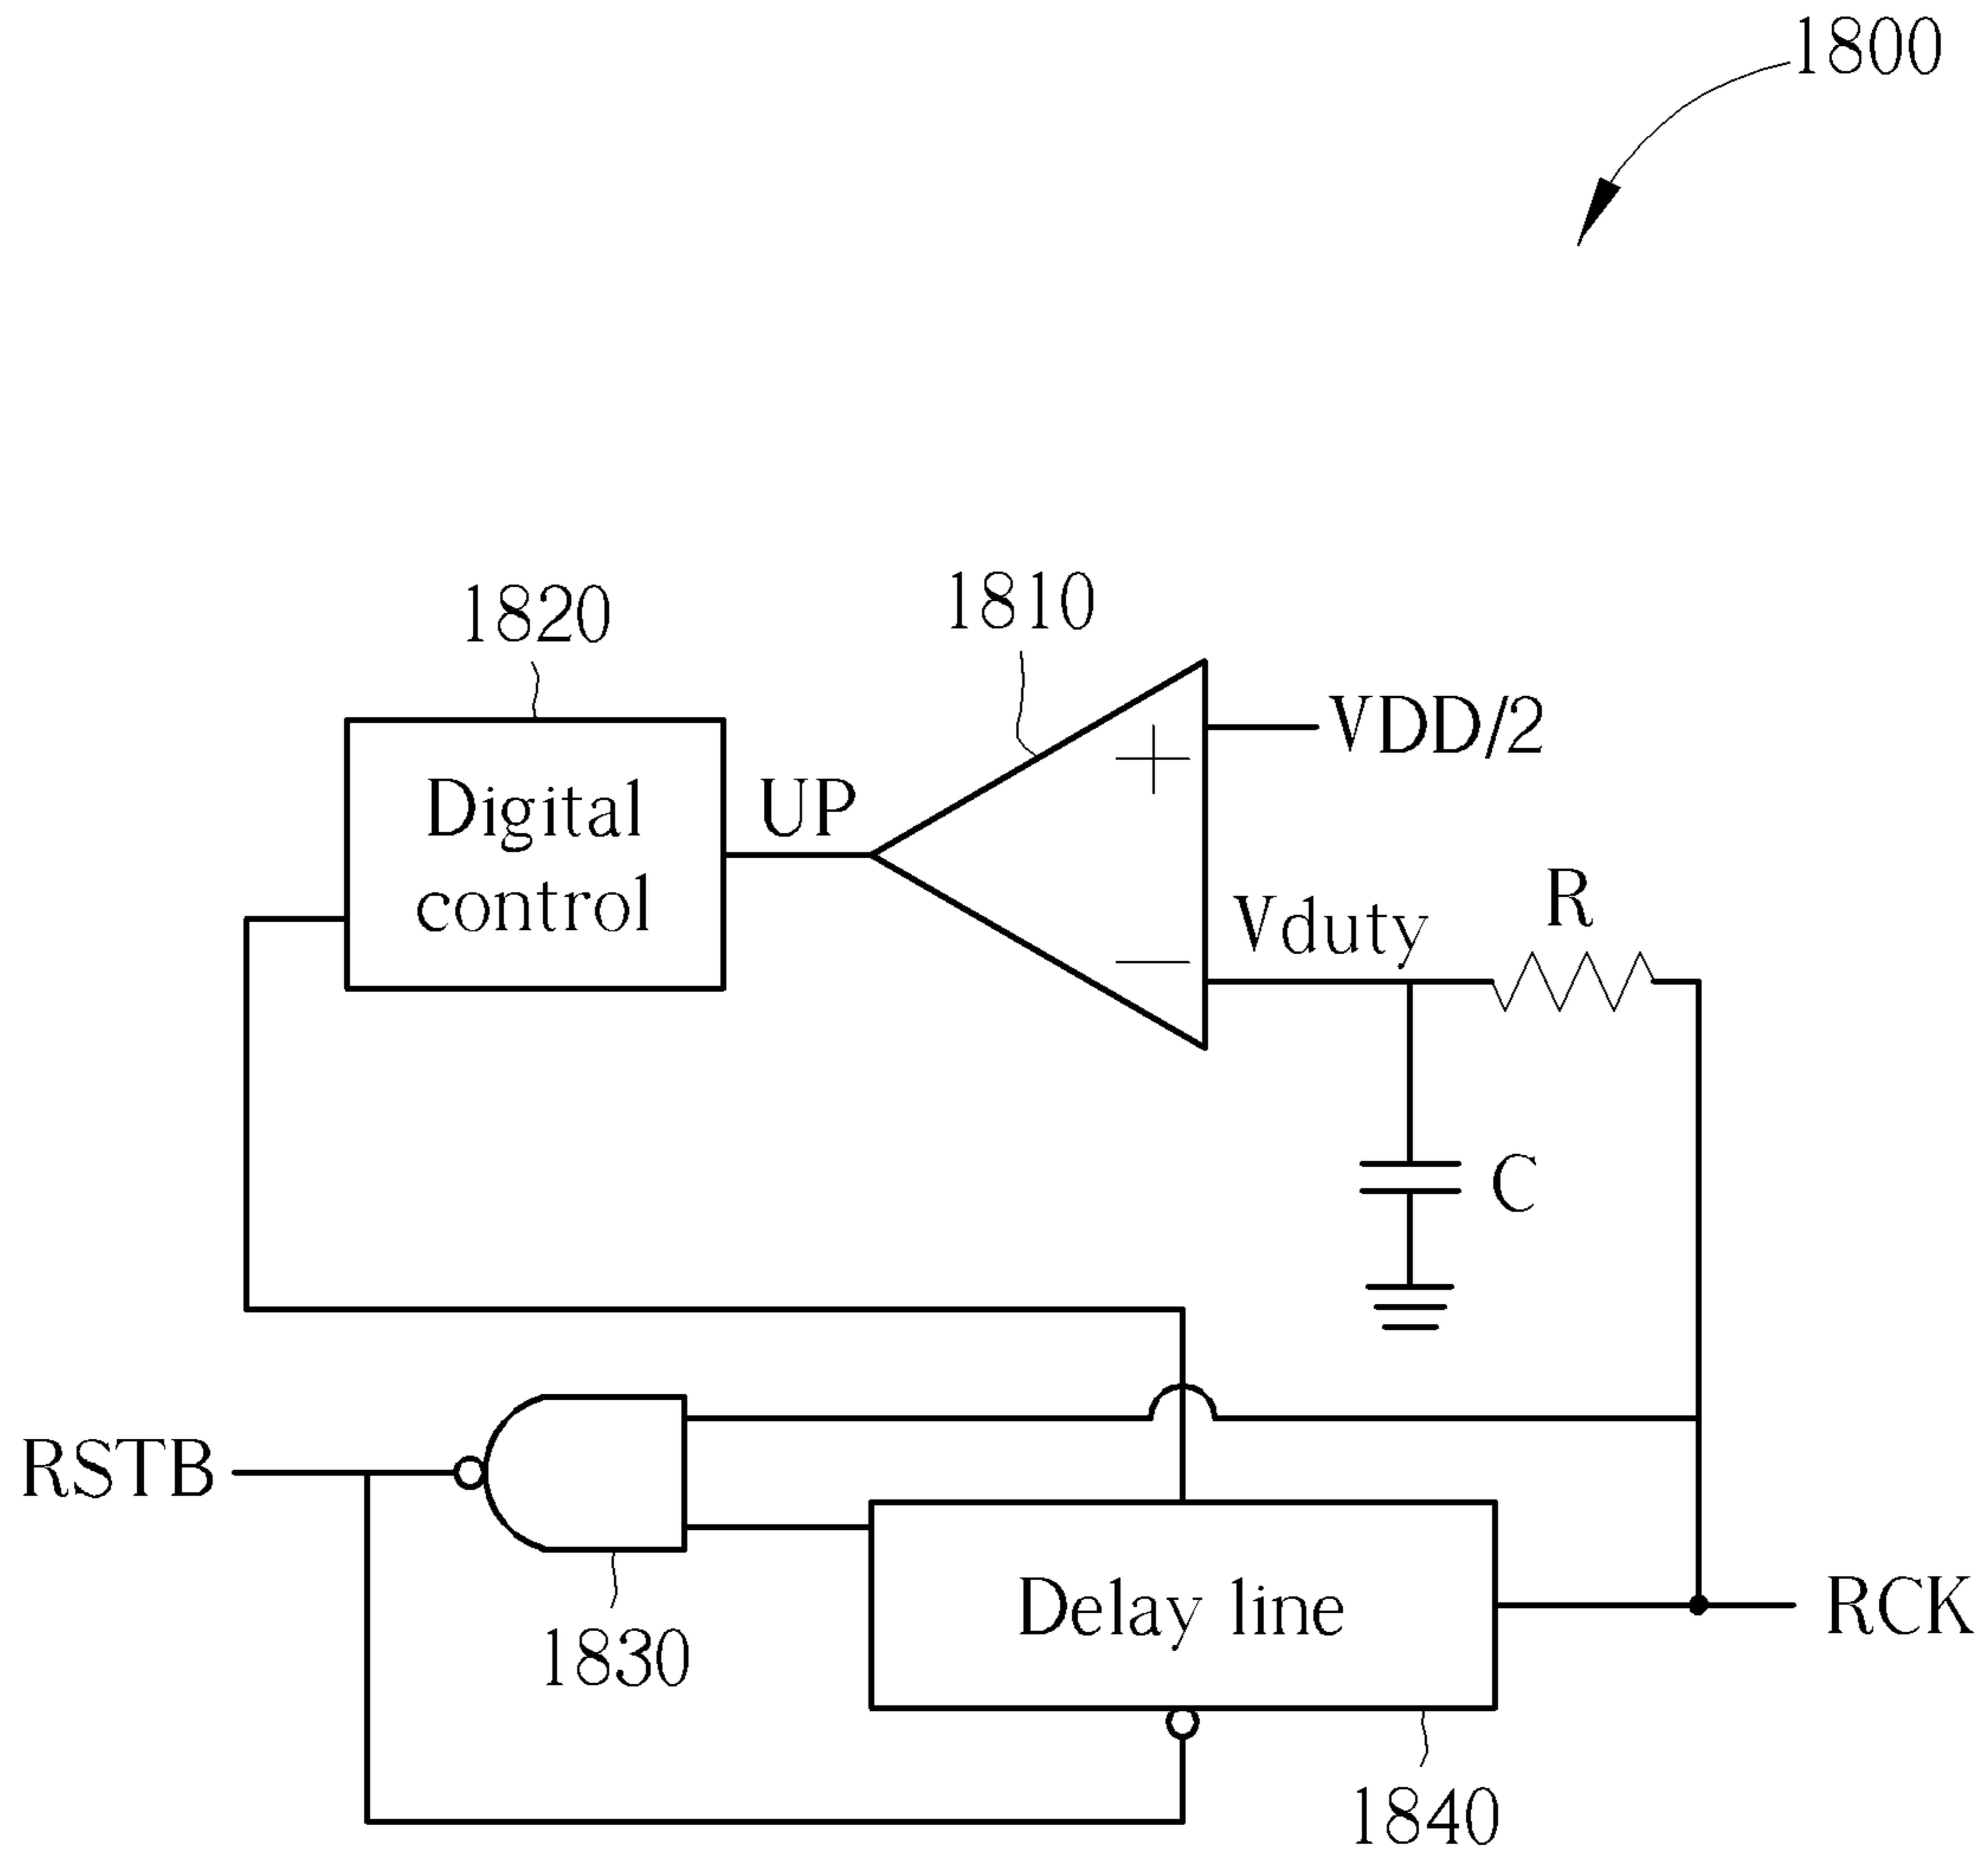 1800
1820
1810
VDD/2
Digital
control
UP
+
Vduty
R
−
C
RSTB
Delay line
RCK
1830
1840